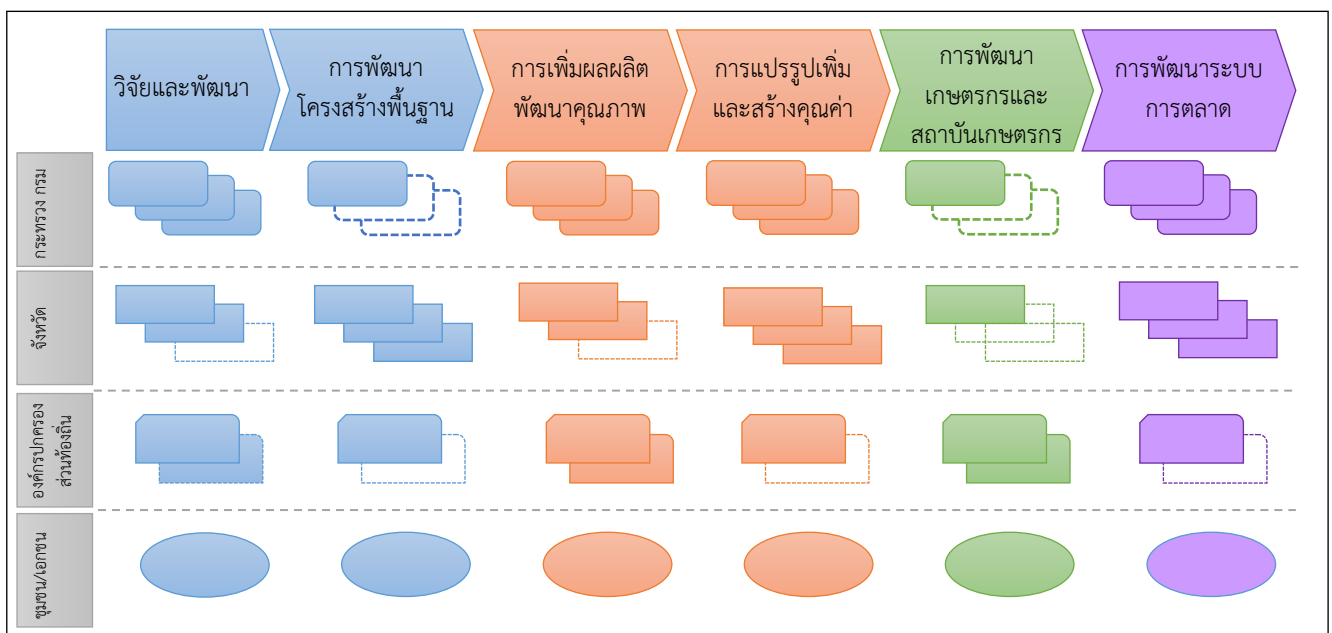 วิจัยและพัฒนา
การพัฒนา
โครงสร้างพื้นฐาน
การเพิ่มผลผลิต
พัฒนาคุณภาพ
การแปรรูปเพิ่ม
และสร้างคุณค่า
การพัฒนา
เกษตรกรและ
สถาบันเกษตรกร
การพัฒนาระบบ
การตลาด
กระทรวง กรม
จังหวัด
องค์กรปกครอง
ส่วนท้องถิ่น
ชุมชน/เอกชน